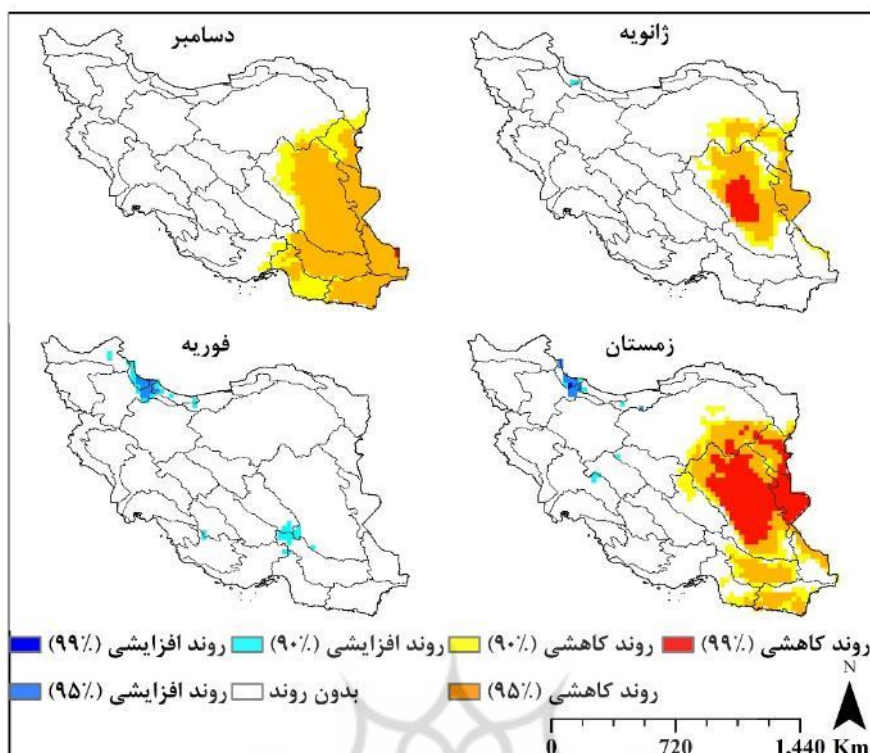 ژانویه
دسامبر
زمستان
فوریه
روند کاهشی (۹۹٪) روند کاهشی (۹۰٪) روند افزایشی (۹۰٪) روند افزایشی (۹۹٪)
روند کاهشی (۹۵٪) بدون روند روند افزایشی (۹۵٪)
N
0 720 1,440 Km